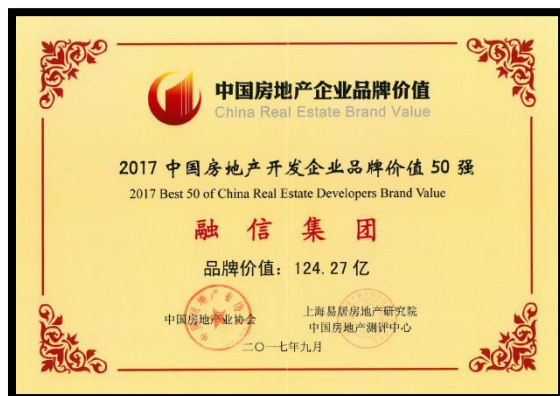 中国房地产企业品牌价值
China Real Estate Brand Value
2017 中国房地产开发企业品牌价值 50 强
2017 Best 50 of China Real Estate Developers Brand Value
融信集团
品牌价值：124.27 亿
中国房地产业协会
上海易居房地产研究院
中国房地产测评中心
二〇一七年九月